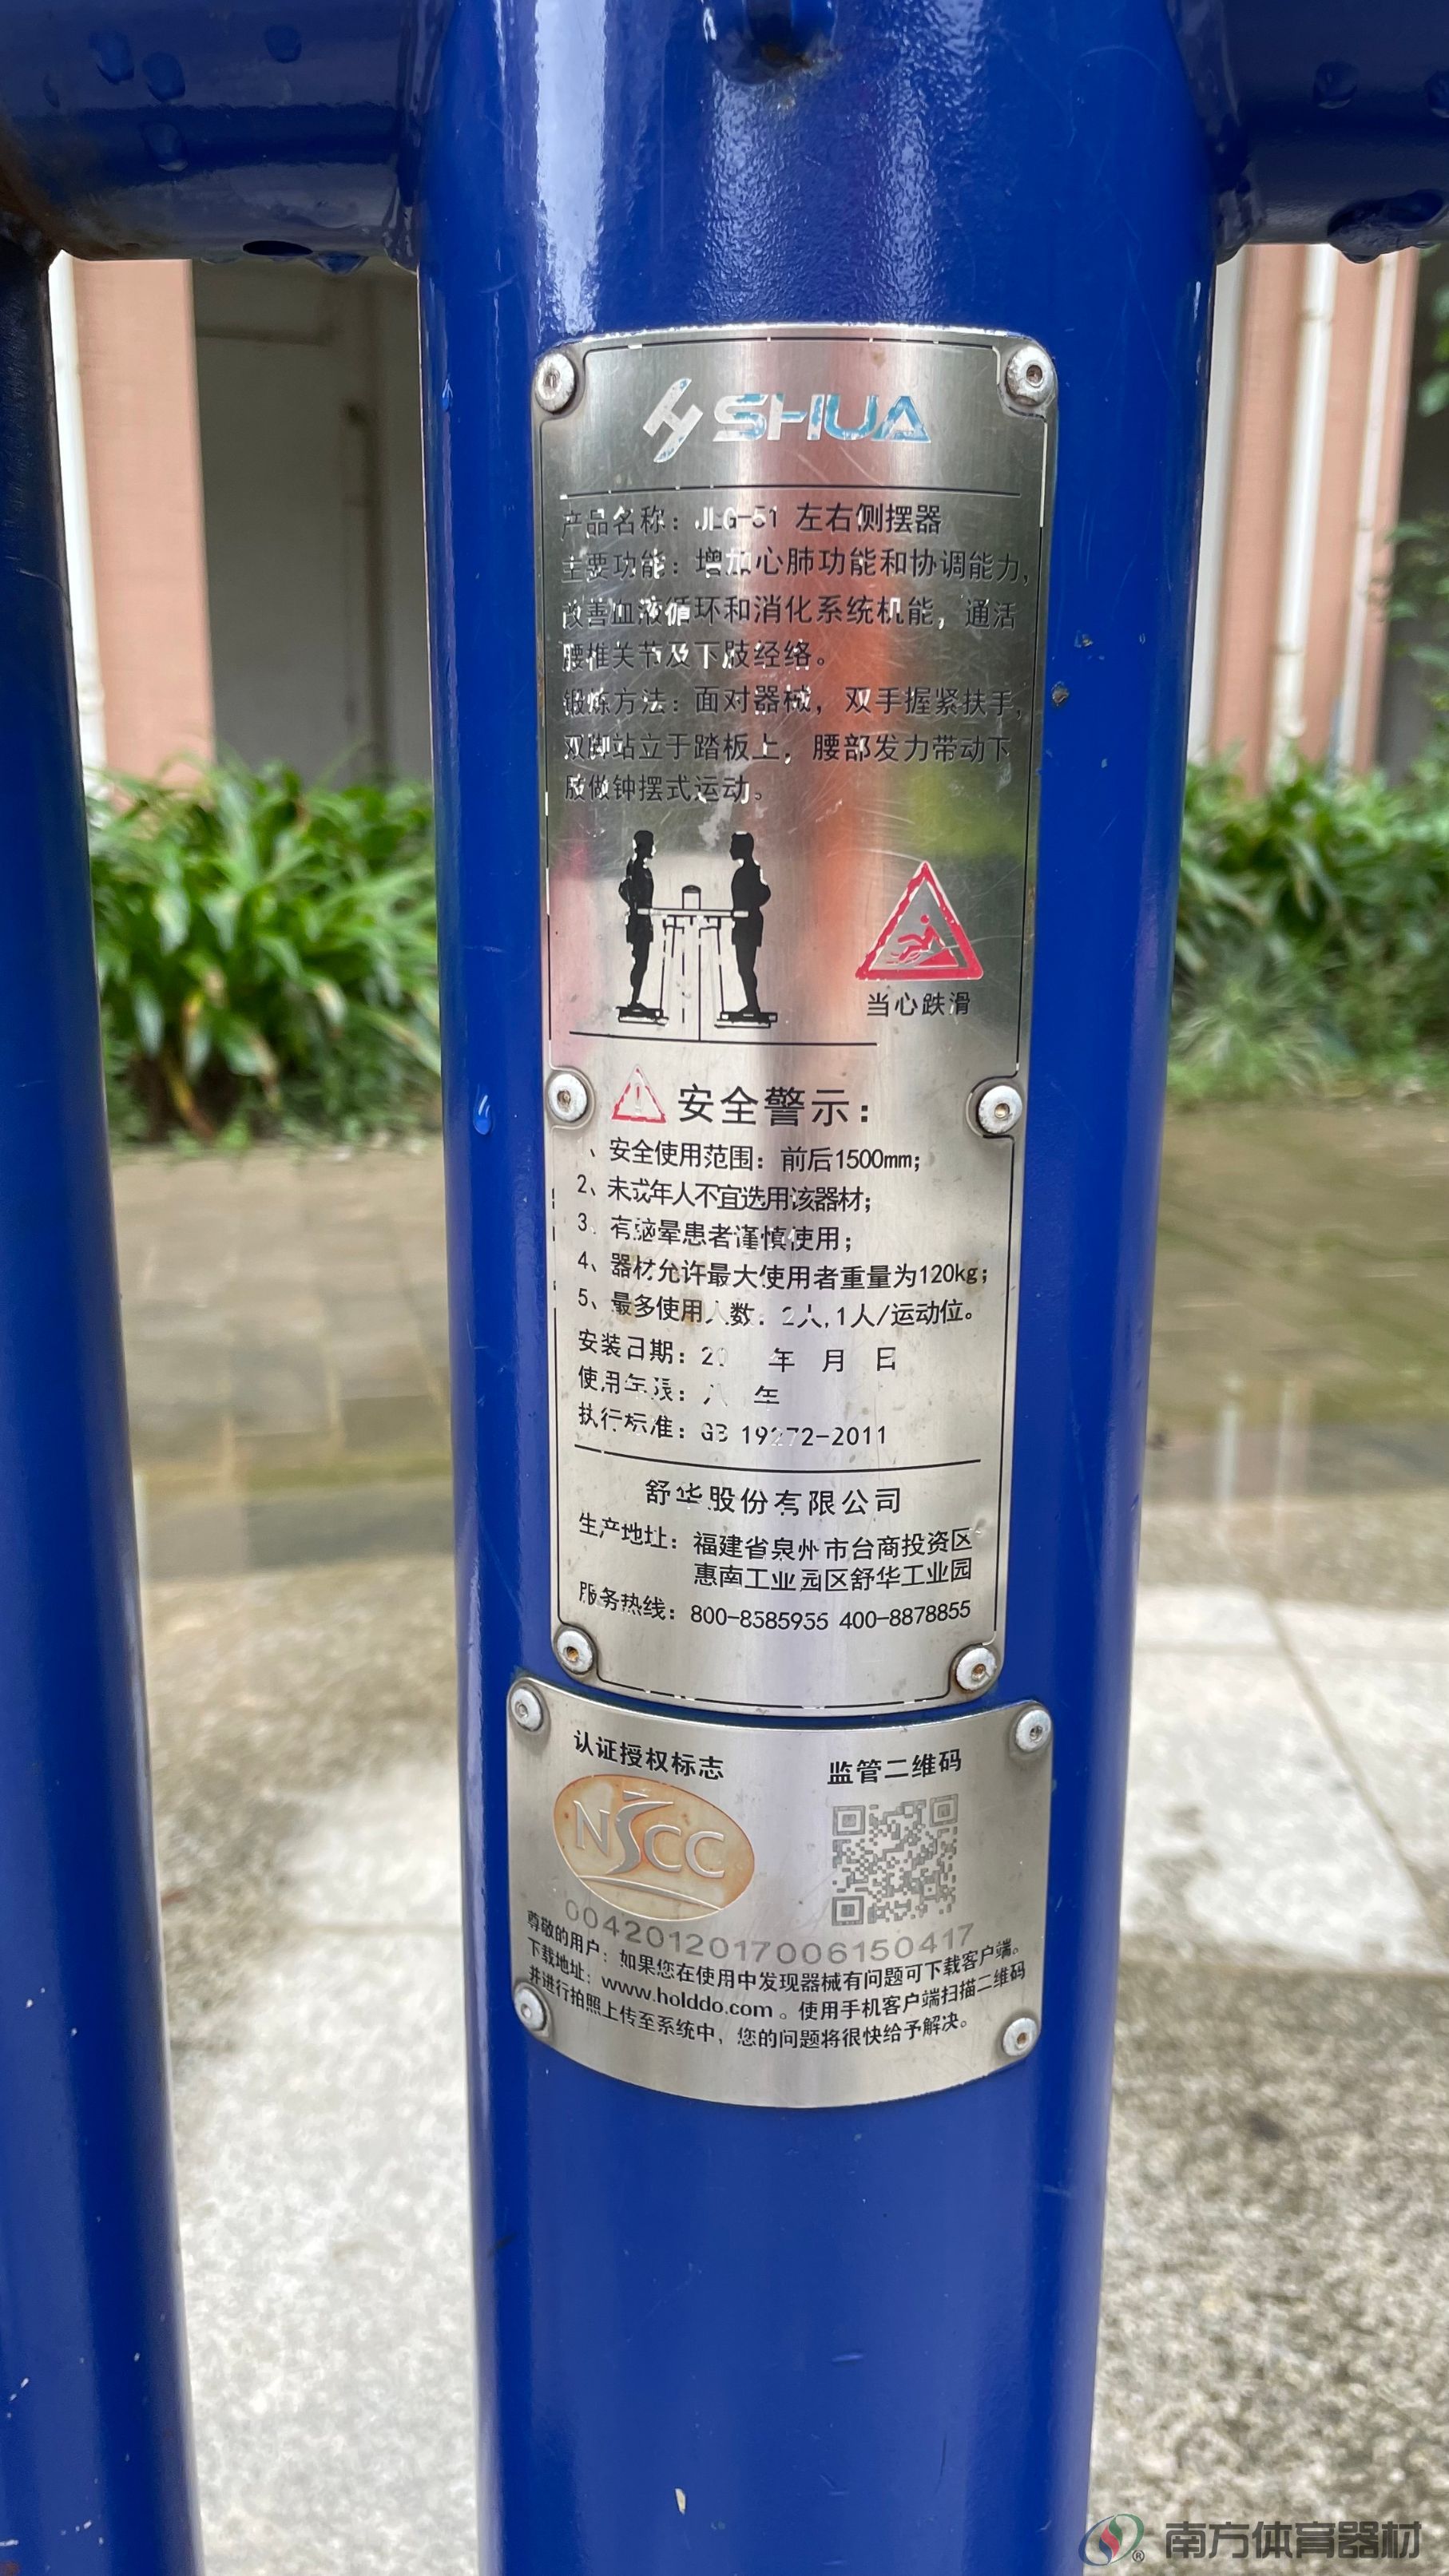 SHUA
产品名称：JLG-51 左右侧摆器
主要功能：增加心肺功能和协调能力，
改善血液循环和消化系统机能，通活
腰椎关节及下肢经络。
锻炼方法：面对器械，双手握紧扶手，
双脚站立于踏板上，腰部发力带动下
肢做钟摆式运动。
当心跌滑
安全警示：
、安全使用范围：前后1500mm；
2、未成年人不宜选用该器材；
3、有脑晕患者谨慎使用；
4、器材允许最大使用者重量为120kg；
5、最多使用人数：2人,1人/运动位。
安装日期：20 年 月 日
使用年限：八 年
执行标准：GB 19272-2011
舒华股份有限公司
生产地址：福建省泉州市台商投资区
惠南工业园区舒华工业园
服务热线：800-8585955 400-8878855
认证授权标志 监管二维码
NSCC
0042012017006150417
尊敬的用户：如果您在使用中发现器械有问题可下载客户端。
下载地址：www.holddo.com 。使用手机客户端扫描二维码
并进行拍照上传至系统中，您的问题将很快给予解决。
南方体育器材